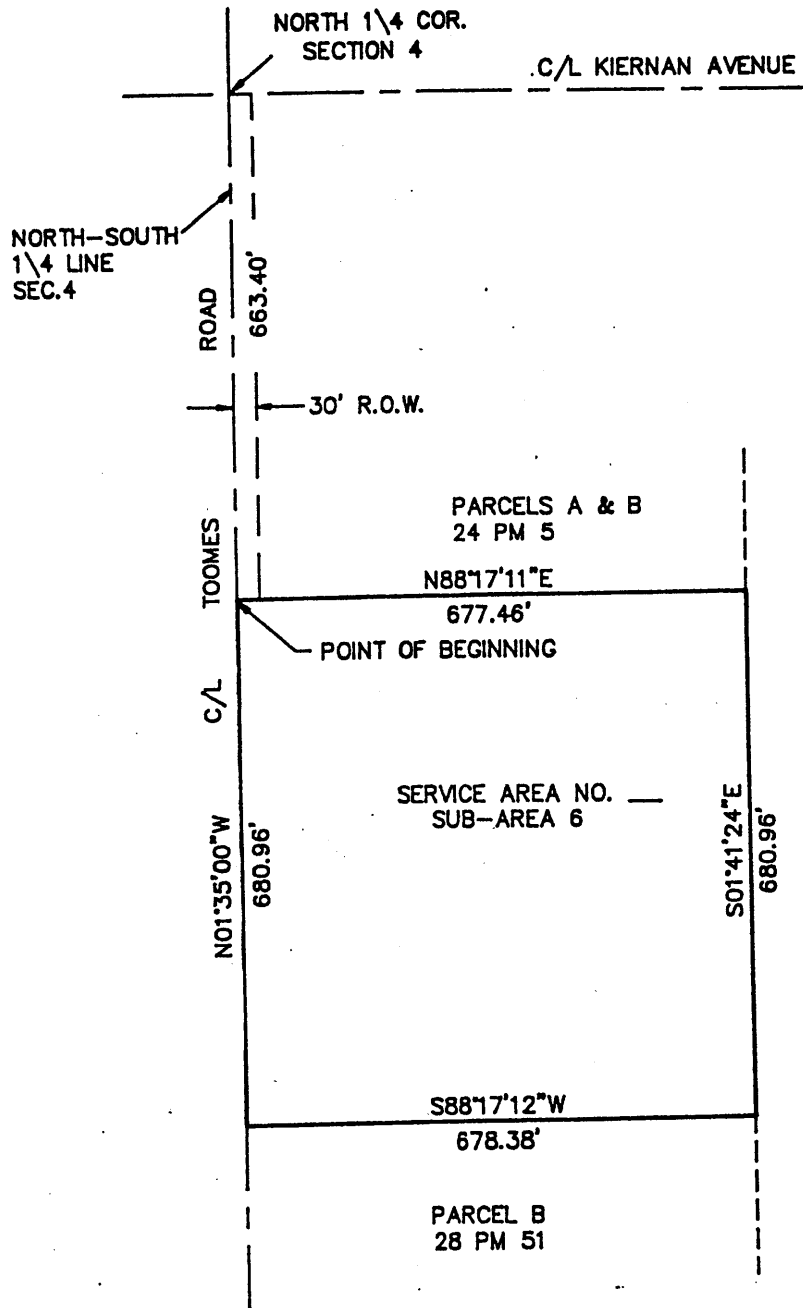 NORTH 1\4 COR.
SECTION 4
C/L KIERNAN AVENUE
NORTH-SOUTH
1\4 LINE
SEC.4
ROAD
663.40'
30' R.O.W.
PARCELS A & B
24 PM 5
TOOMES
N88°17'11"E
677.46'
POINT OF BEGINNING
C/L
SERVICE AREA NO. __
SUB-AREA 6
N01°35'00"W
680.96'
S01°41'24"E
680.96'
S88°17'12"W
678.38'
PARCEL B
28 PM 51